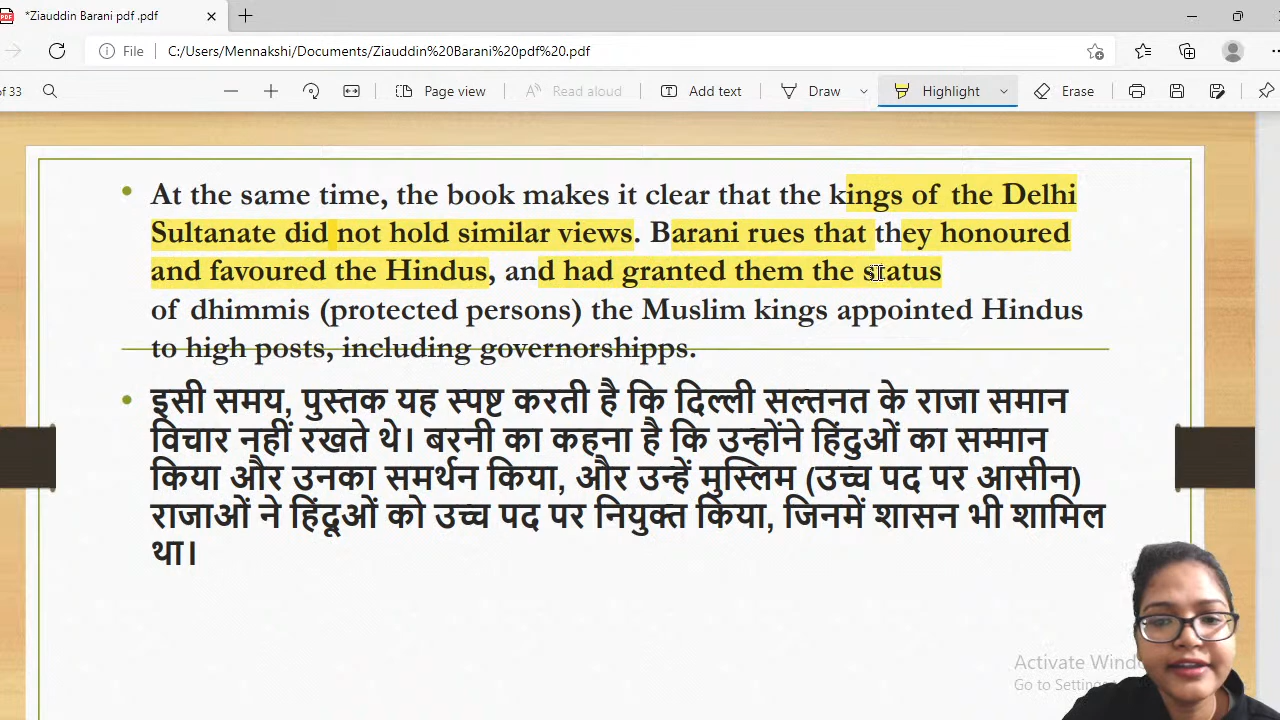 *Ziauddin Barani pdf .pdf
File C:/Users/Mennakshi/Documents/Ziauddin%20Barani%20pdf%20.pdf
of 33 Page view Read aloud Add text Draw Highlight Erase
At the same time, the book makes it clear that the kings of the Delhi
Sultanate did not hold similar views. Barani rues that they honoured
and favoured the Hindus, and had granted them the status
of dhimmis (protected persons) the Muslim kings appointed Hindus
to high posts, including governorshipps.
इसी समय, पुस्तक यह स्पष्ट करती है कि दिल्ली सल्तनत के राजा समान
विचार नहीं रखते थे। बरनी का कहना है कि उन्होंने हिंदुओं का सम्मान
किया और उनका समर्थन किया, और उन्हें मुस्लिम (उच्च पद पर आसीन)
राजाओं ने हिंदूओं को उच्च पद पर नियुक्त किया, जिनमें शासन भी शामिल
था।
Activate Wind
Go to Settings